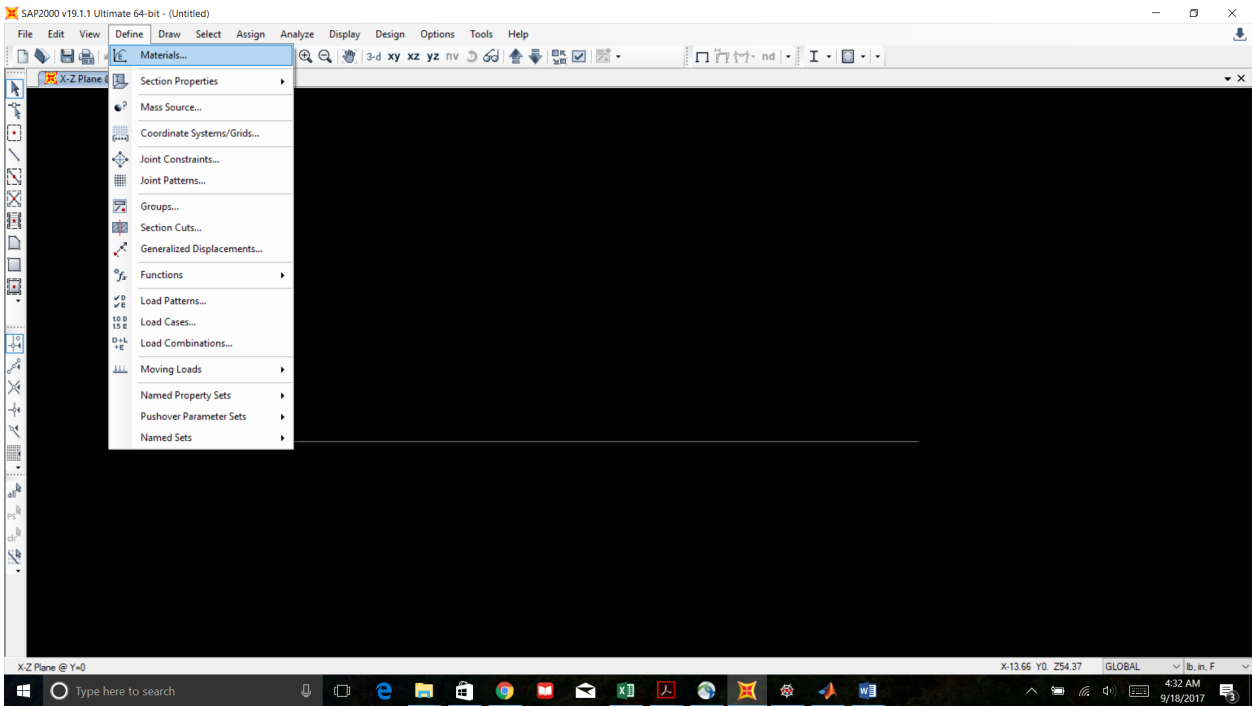 SAP2000 v19.1.1 Ultimate 64-bit - (Untitled)
File Edit View Define Draw Select Assign Analyze Display Design Options Tools Help
3-d xy xz yz nv nd
X-Z Plane
Materials...
Section Properties
Mass Source...
Coordinate Systems/Grids...
Joint Constraints...
Joint Patterns...
Groups...
Section Cuts...
Generalized Displacements...
Functions
Load Patterns...
Load Cases...
Load Combinations...
Moving Loads
Named Property Sets
Pushover Parameter Sets
Named Sets
all
ps
clr
X-Z Plane @ Y=0
X-13.66 Y0. Z54.37 GLOBAL lb, in, F
Type here to search
4:32 AM
9/18/2017